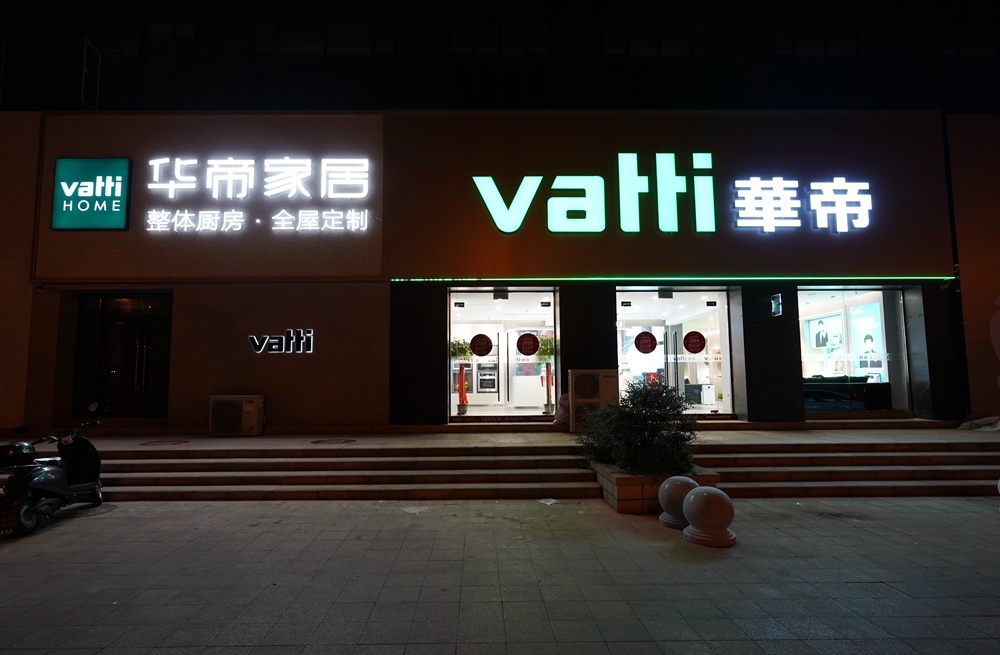 vatti
HOME
华帝家居
整体厨房·全屋定制
vatti 華帝
vatti